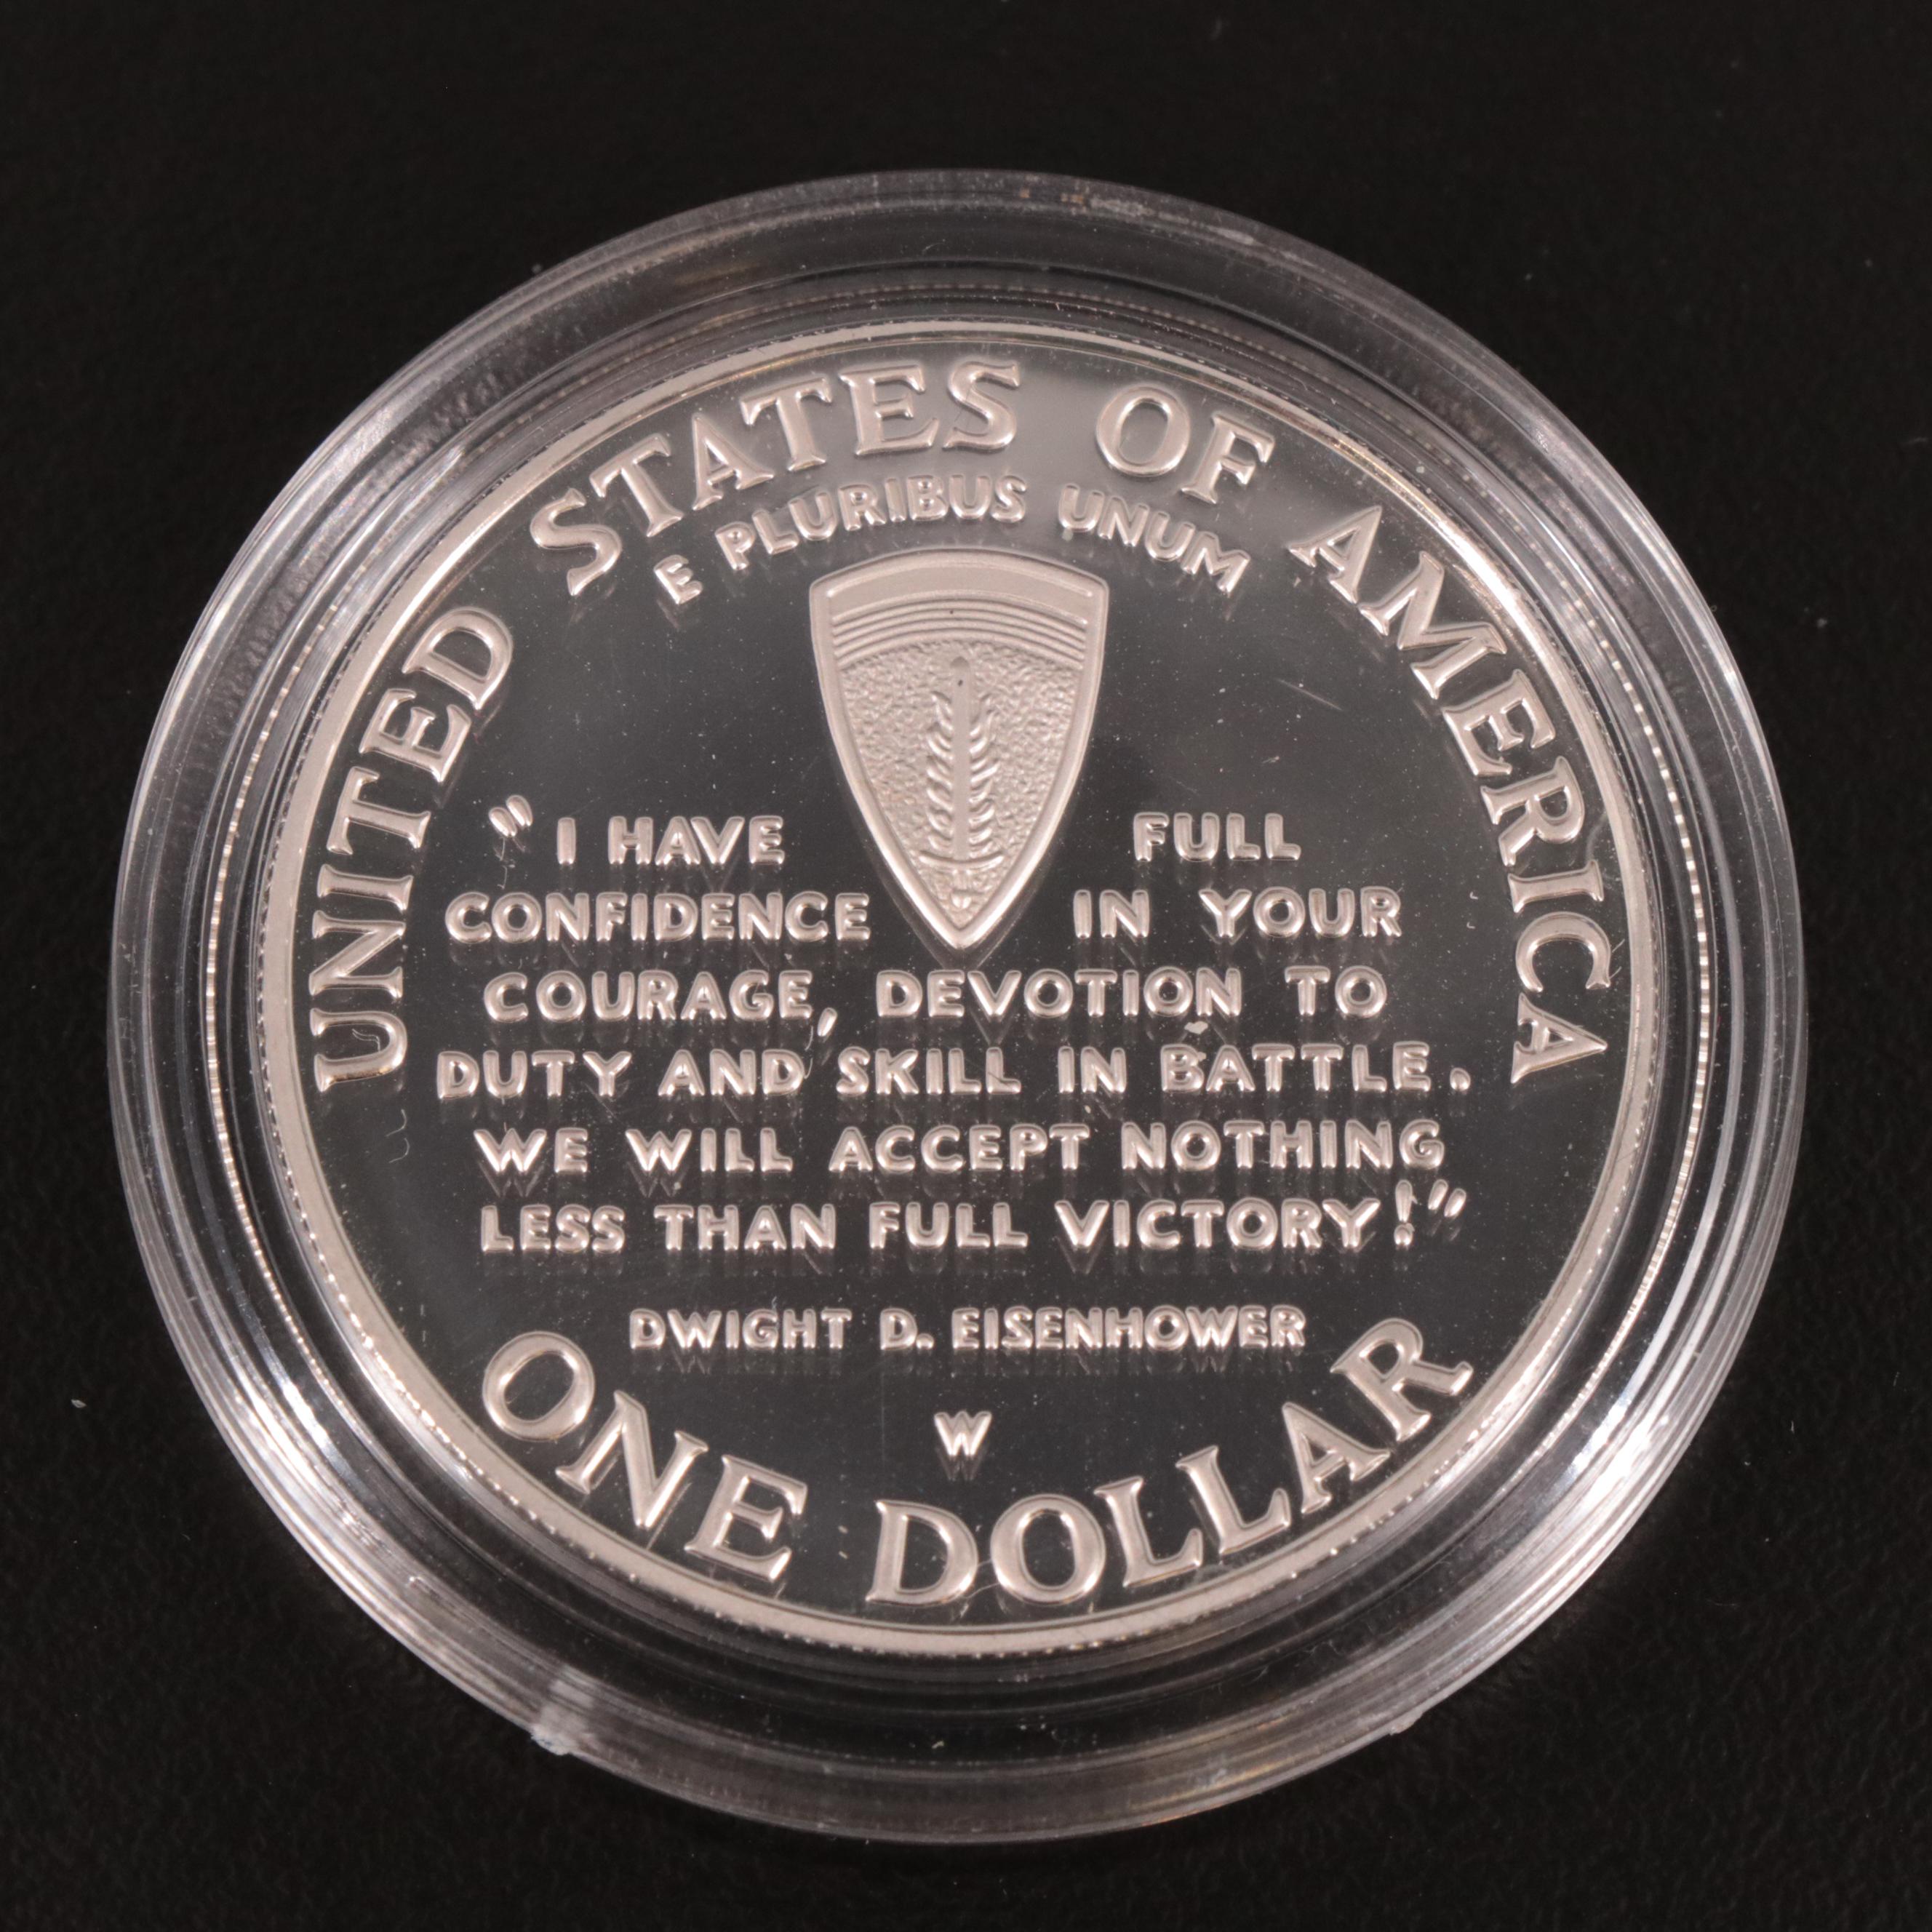 UNITED STATES OF AMERICA
E PLURIBUS UNUM
"I HAVE FULL
CONFIDENCE IN YOUR
COURAGE, DEVOTION TO
DUTY AND SKILL IN BATTLE.
WE WILL ACCEPT NOTHING
LESS THAN FULL VICTORY!"
DWIGHT D. EISENHOWER
W
ONE DOLLAR